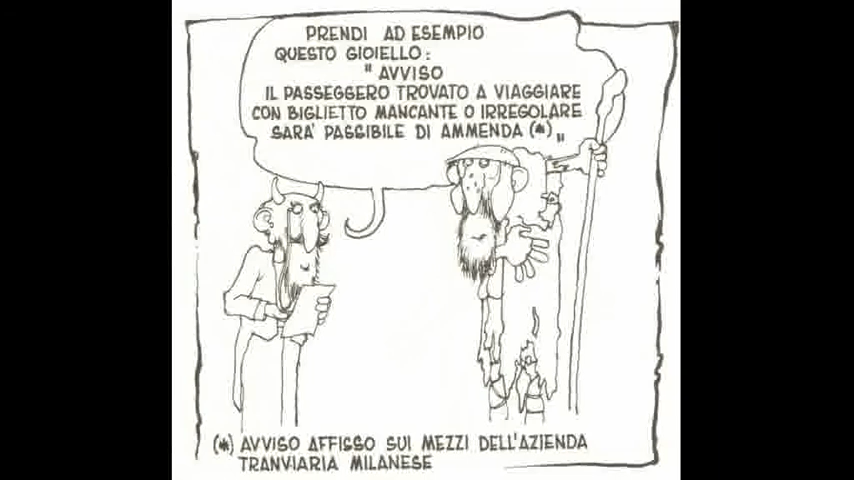 PRENDI AD ESEMPIO
QUESTO GIOIELLO:
"AVVISO
IL PASSEGGERO TROVATO A VIAGGIARE
CON BIGLIETTO MANCANTE O IRREGOLARE
SARA' PASSIBILE DI AMMENDA (*)"
(*) AVVISO AFFISSO SUI MEZZI DELL'AZIENDA
TRANVIARIA MILANESE